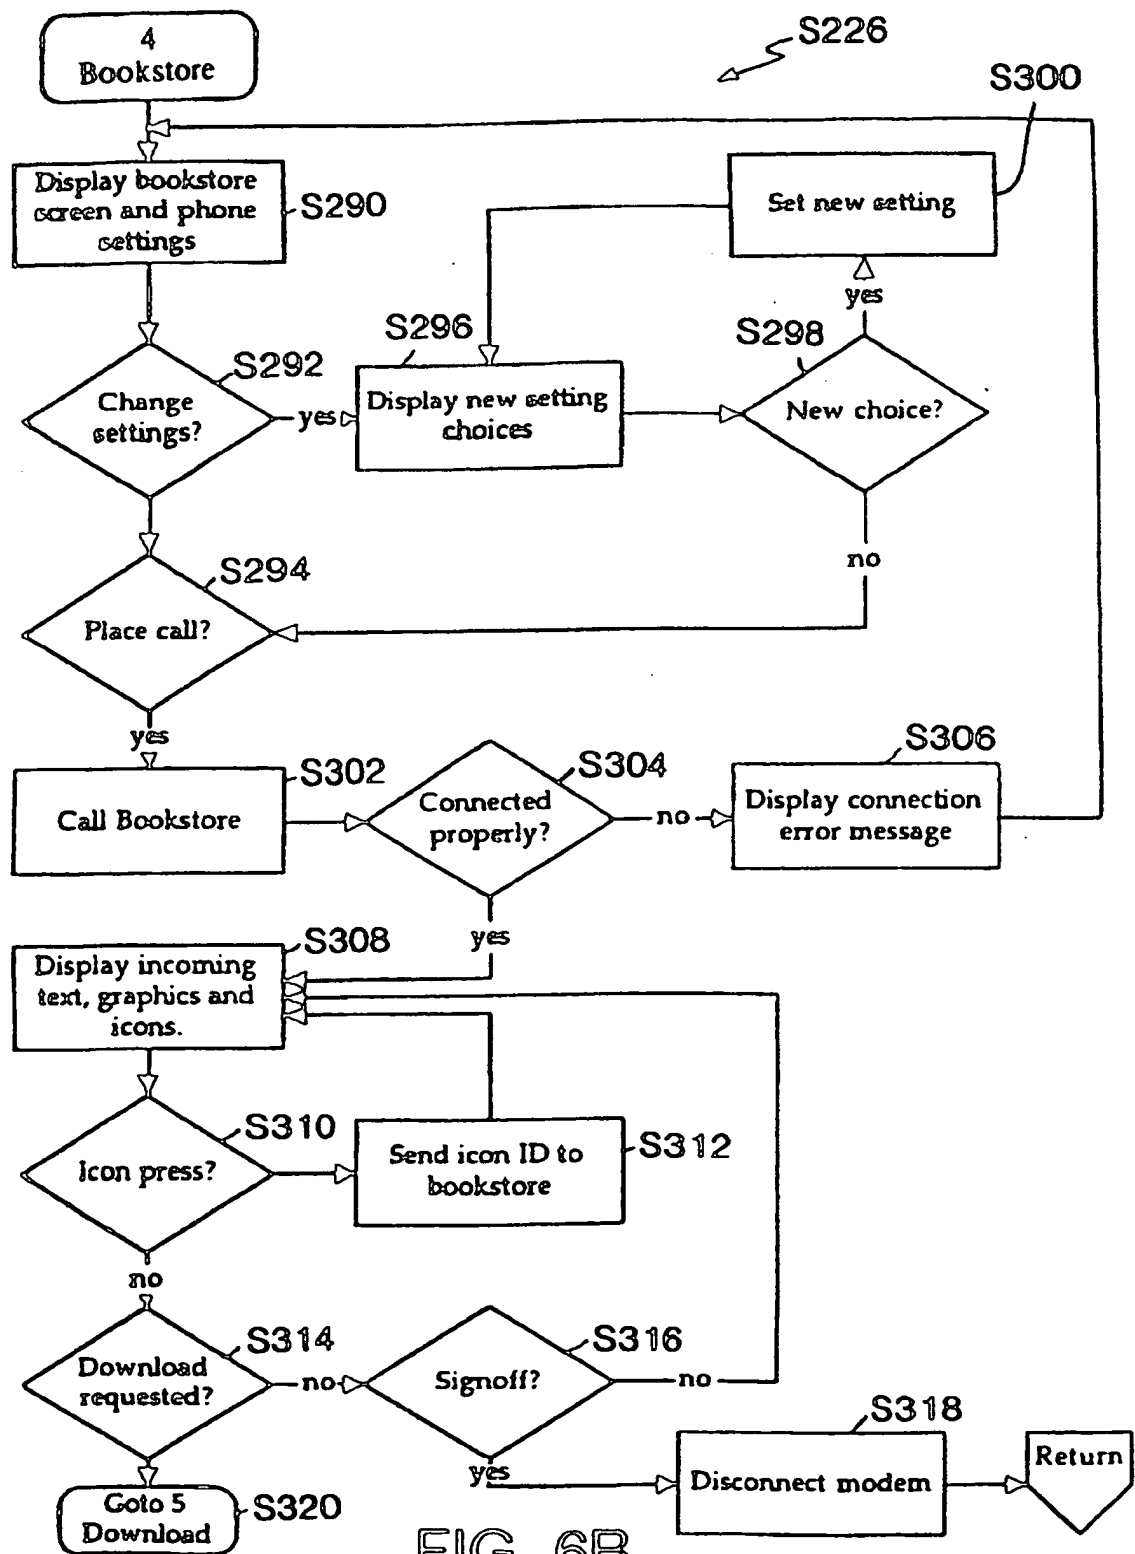 4
Bookstore
S226
S300
Display bookstore
screen and phone
settings
S290
Set new setting
yes
S296
S298
S292
Change
settings?
yes
Display new setting
choices
New choice?
no
S294
Place call?
yes
S302
Call Bookstore
S304
Connected
properly?
no
S306
Display connection
error message
yes
S308
Display incoming
text, graphics and
icons.
S310
Icon press?
Send icon ID to
bookstore
S312
no
S314
Download
requested?
no
S316
Signoff?
no
yes
S318
Disconnect modem
Return
Goto 5
Download
S320
FIG. 6B